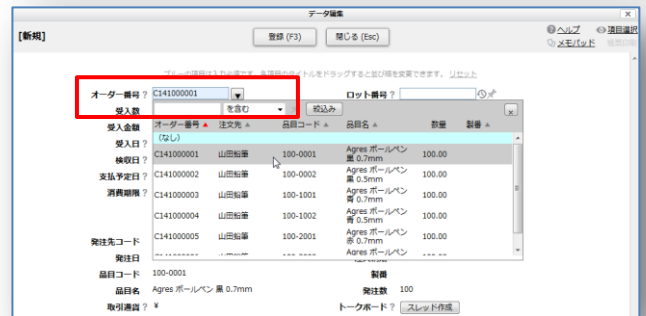 データ編集
x
[新規]
登録 (F3) 閉じる (Esc)
ヘルプ 項目選択
メモパッド
ブルーの項目は入力必須です。各項目のタイトルをドラッグすると並び順を変更できます。 リセット
オーダー番号 ? C141000001
ロット番号 ?
受入数
を含む 絞込み x
受入金額
オーダー番号 ▲ 注文先 ▲ 品目コード ▲ 品目名 ▲ 数量 製番 ▲
受入日 ?
(なし)
検収日 ?
C141000001 山田鉛筆 100-0001 Agres ボールペン 黒 0.7mm 100.00
支払予定日 ?
C141000002 山田鉛筆 100-0002 Agres ボールペン 黒 0.5mm 100.00
消費期限 ?
C141000003 山田鉛筆 100-1001 Agres ボールペン 青 0.7mm 100.00
C141000004 山田鉛筆 100-1002 Agres ボールペン 青 0.5mm 100.00
C141000005 山田鉛筆 100-2001 Agres ボールペン 赤 0.7mm 100.00
Agres ボールペン
発注先コード
発注日
品目コード 100-0001
製番
品目名 Agres ボールペン 黒 0.7mm
発注数 100
取引通貨 ? ¥
トークボード ? スレッド作成